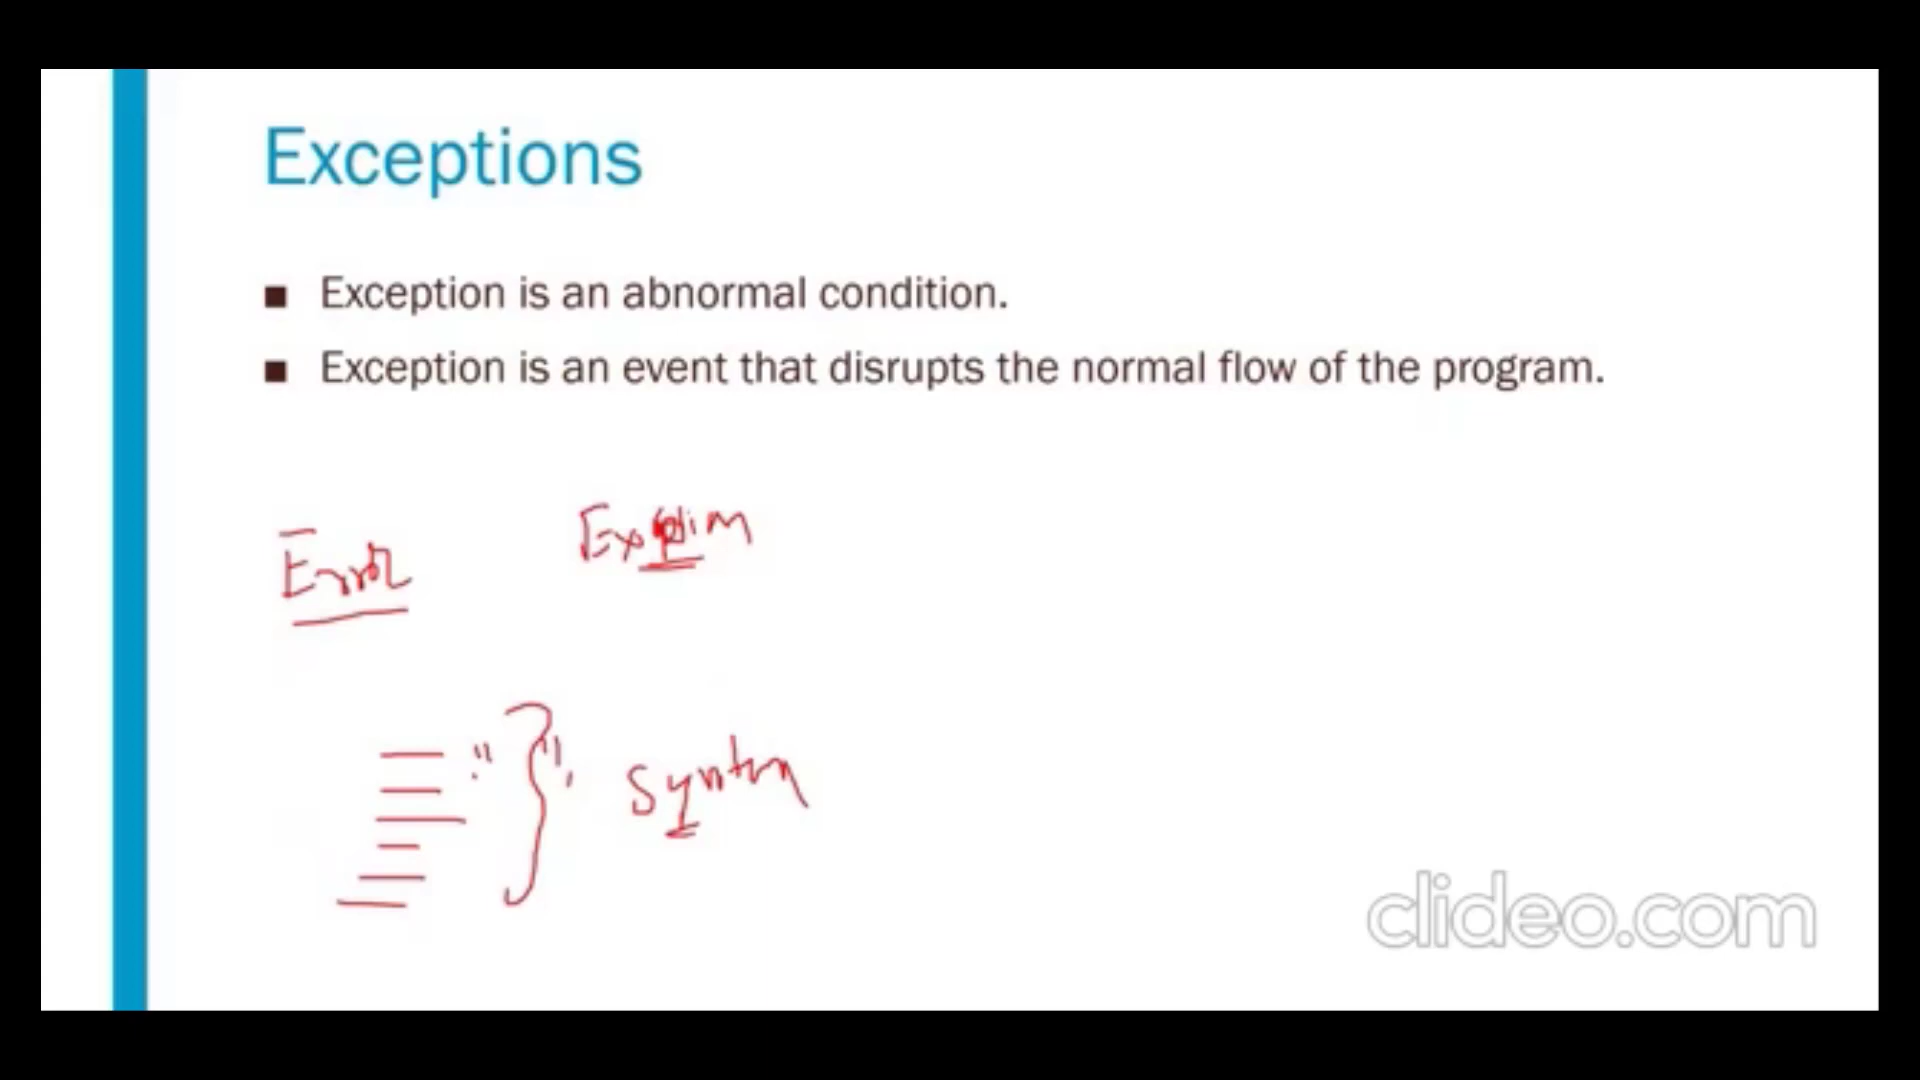 Exceptions
■ Exception is an abnormal condition.
■ Exception is an event that disrupts the normal flow of the program.
Error
Syntax
clideo.com